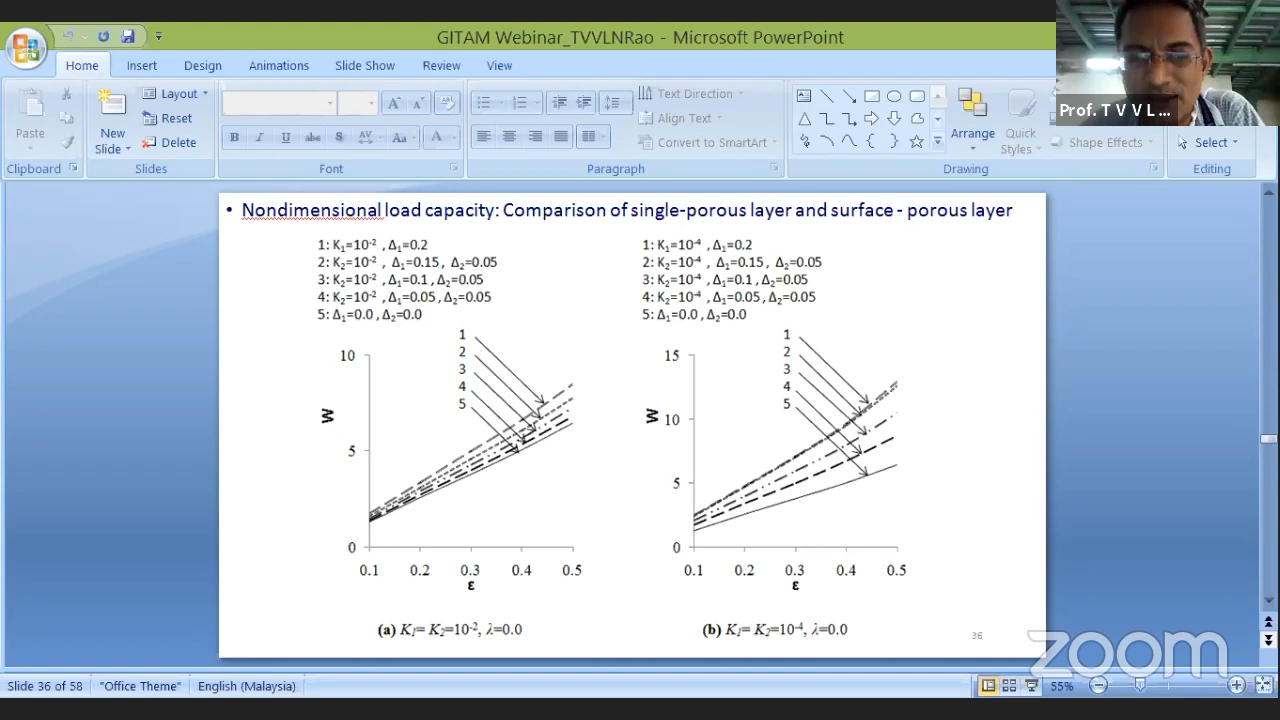 GITAM Webinar_TVVLNRao - Microsoft PowerPoint
Home Insert Design Animations Slide Show Review View
Prof. T V V L ...
Paste
New Slide
Layout
Reset
Delete
B I U abc S AV Aa A
Text Direction
Align Text
Convert to SmartArt
Arrange
Quick Styles
Shape Effects
Select
Clipboard Slides Font Paragraph Drawing Editing
• Nondimensional load capacity: Comparison of single-porous layer and surface - porous layer
1: K₁=10⁻² , Δ₁=0.2
2: K₂=10⁻² , Δ₁=0.15 , Δ₂=0.05
3: K₂=10⁻² , Δ₁=0.1 , Δ₂=0.05
4: K₂=10⁻² , Δ₁=0.05 , Δ₂=0.05
5: Δ₁=0.0 , Δ₂=0.0
1
2
3
4
5
10
5
0
W
0.1 0.2 0.3 0.4 0.5
ε
(a) K₁= K₂=10⁻², λ=0.0
1: K₁=10⁻⁴ , Δ₁=0.2
2: K₂=10⁻⁴ , Δ₁=0.15 , Δ₂=0.05
3: K₂=10⁻⁴ , Δ₁=0.1 , Δ₂=0.05
4: K₂=10⁻⁴ , Δ₁=0.05 , Δ₂=0.05
5: Δ₁=0.0 , Δ₂=0.0
1
2
3
4
5
15
10
5
0
W
0.1 0.2 0.3 0.4 0.5
ε
(b) K₁= K₂=10⁻⁴, λ=0.0
36
zoom
Slide 36 of 58 "Office Theme" English (Malaysia) 55%